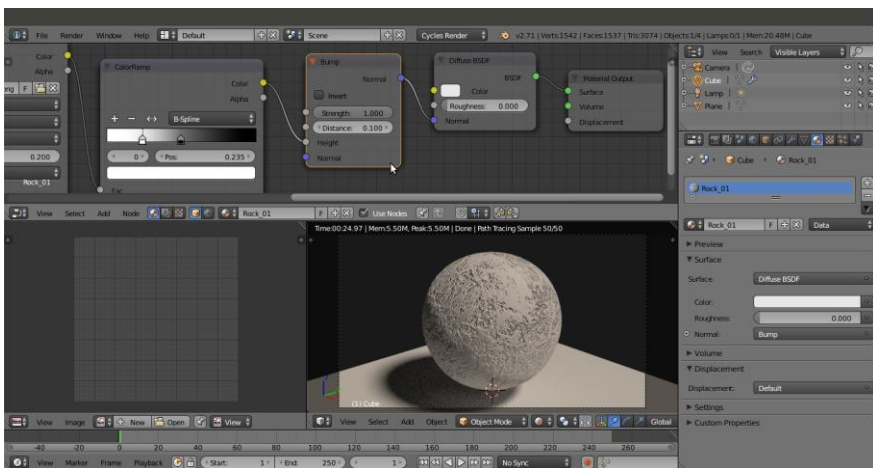 File Render Window Help Default Scene Cycles Render v2.71 | Verts:1542 | Faces:1537 | Tris:3074 | Objects:1/4 | Lamps:0/1 | Mem:20.48M | Cube
View Search Visible Layers
Color
Alpha
ColorRamp
Color
Alpha
B-Spline
0
Pos: 0.235
Fac
0.200
Rock_01
Bump
Normal
Invert
Strength: 1.000
Distance: 0.100
Height
Normal
Diffuse BSDF
BSDF
Color
Roughness: 0.000
Normal
Material Output
Surface
Volume
Displacement
Camera
Cube
Lamp
Plane
Cube Rock_01
Rock_01
View Select Add Node Rock_01 F Use Nodes
Rock_01 F Data
Time:00:24.97 | Mem:5.50M, Peak:5.50M | Done | Path Tracing Sample 50/50
(1) Cube
Preview
Surface
Surface: Diffuse BSDF
Color:
Roughness: 0.000
Normal: Bump
Volume
Displacement
Displacement: Default
Settings
Custom Properties
View Image New Open View
View Select Add Object Object Mode Global
-40 -20 0 20 40 60 80 100 120 140 160 180 200 220 240 260
View Marker Frame Playback Start: 1 End: 250 1 No Sync